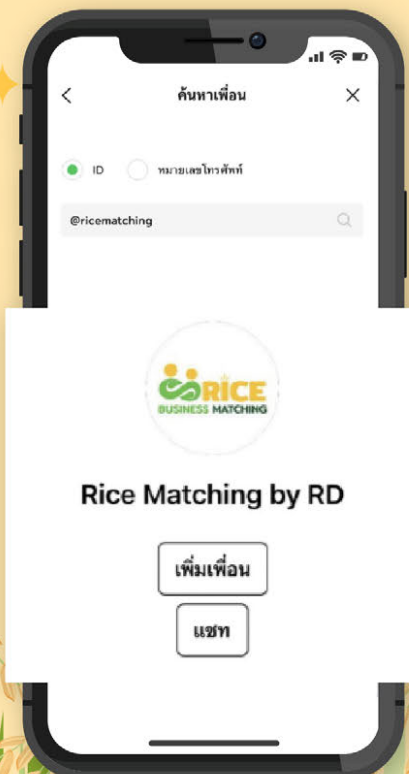 ค้นหาเพื่อน
ID หมายเลขโทรศัพท์
@ricematching
RICE
BUSINESS MATCHING
Rice Matching by RD
เพิ่มเพื่อน
แชท